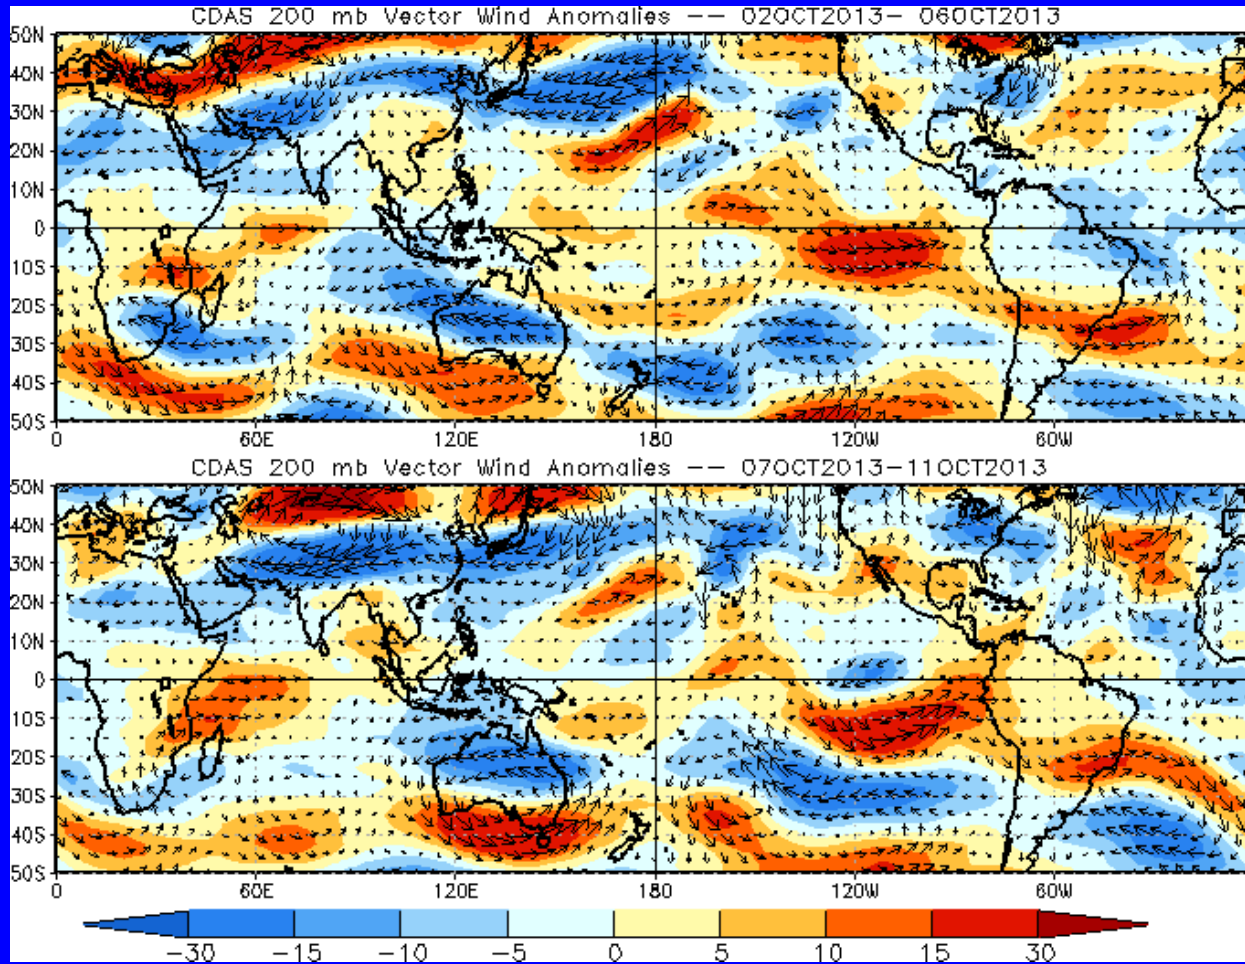 CDAS 200 mb Vector Wind Anomalies -- 02OCT2013- 06OCT2013
50N
40N
30N
20N
10N
0
10S
20S
30S
40S
50S
0 60E 120E 180 120W 60W
CDAS 200 mb Vector Wind Anomalies -- 07OCT2013-11OCT2013
50N
40N
30N
20N
10N
0
10S
20S
30S
40S
50S
0 60E 120E 180 120W 60W
-30 -15 -10 -5 0 5 10 15 30